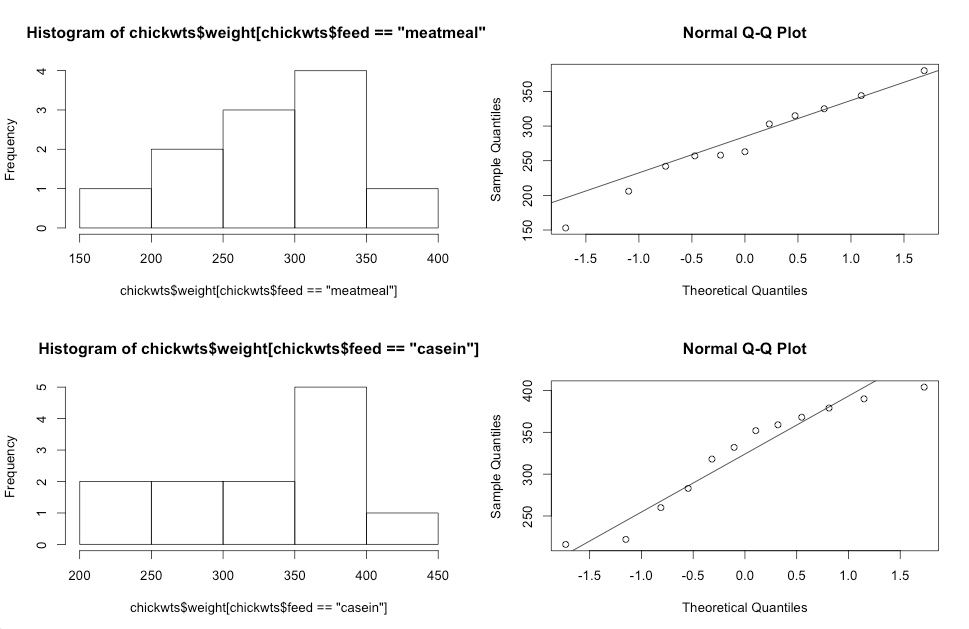 Histogram of chickwts$weight[chickwts$feed == "meatmeal"
Frequency
0 1 2 3 4
150 200 250 300 350 400
chickwts$weight[chickwts$feed == "meatmeal"]
Normal Q-Q Plot
Sample Quantiles
150 200 250 300 350
-1.5 -1.0 -0.5 0.0 0.5 1.0 1.5
Theoretical Quantiles
Histogram of chickwts$weight[chickwts$feed == "casein"]
Frequency
0 1 2 3 4 5
200 250 300 350 400 450
chickwts$weight[chickwts$feed == "casein"]
Normal Q-Q Plot
Sample Quantiles
250 300 350 400
-1.5 -1.0 -0.5 0.0 0.5 1.0 1.5
Theoretical Quantiles